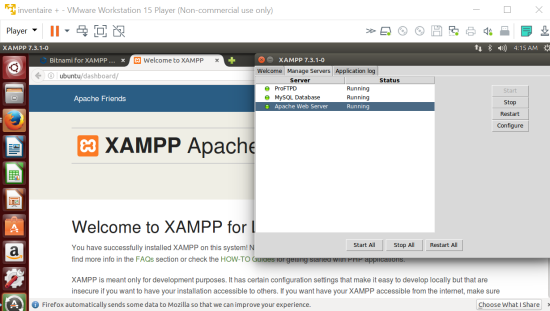 inventaire + - VMware Workstation 15 Player (Non-commercial use only)
Player
XAMPP 7.3.1-0
4:15 AM
Bitnami for XAMPP ...
Welcome to XAMPP
ubuntu/dashboard/
Apache Friends
XAMPP Apache
Welcome to XAMPP for L
You have successfully installed XAMPP on this system! N
find more info in the FAQs section or check the HOW-TO Guides for getting started with PHP applications.
XAMPP is meant only for development purposes. It has certain configuration settings that make it easy to develop locally but that are
insecure if you want to have your installation accessible to others. If you want have your XAMPP accessible from the internet, make sure
Firefox automatically sends some data to Mozilla so that we can improve your experience.
Choose What I Share
XAMPP 7.3.1-0
Welcome
Manage Servers
Application log
Server
Status
ProFTPD
Running
MySQL Database
Running
Apache Web Server
Running
Start
Stop
Restart
Configure
Start All
Stop All
Restart All